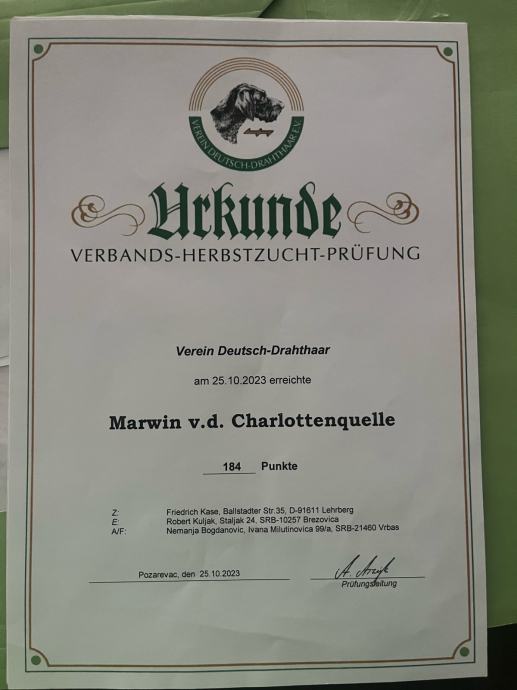 VEREIN DEUTSCH-DRAHTHAAR E.V.
Urkunde
VERBANDS-HERBSTZUCHT-PRÜFUNG
Verein Deutsch-Drahthaar
am 25.10.2023 erreichte
Marwin v.d. Charlottenquelle
184 Punkte
Z: Friedrich Kase, Ballstadter Str.35, D-91611 Lehrberg
E: Robert Kuljak, Staljak 24, SRB-10257 Brezovica
A/F: Nemanja Bogdanovic, Ivana Milutinovica 99/a, SRB-21460 Vrbas
Pozarevac, den 25.10.2023
Prüfungsleitung